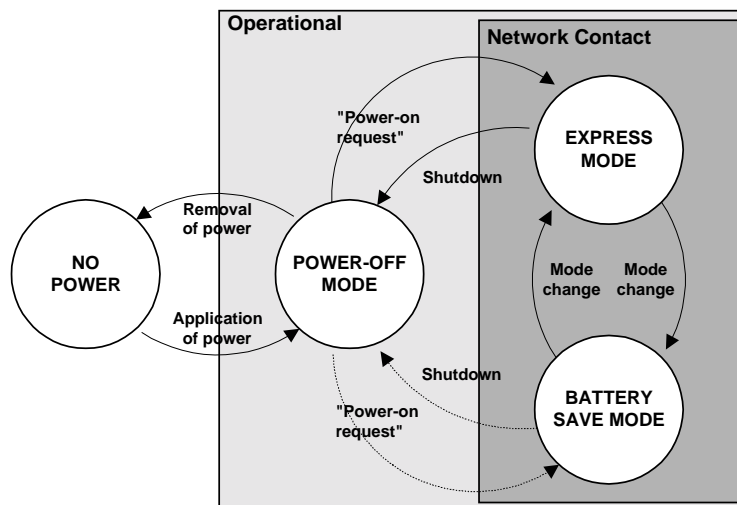 Operational
Network Contact
"Power-on
request"
EXPRESS
MODE
Shutdown
Removal
of power
NO
POWER
POWER-OFF
MODE
Mode
change
Mode
change
Application
of power
Shutdown
"Power-on
request"
BATTERY
SAVE MODE